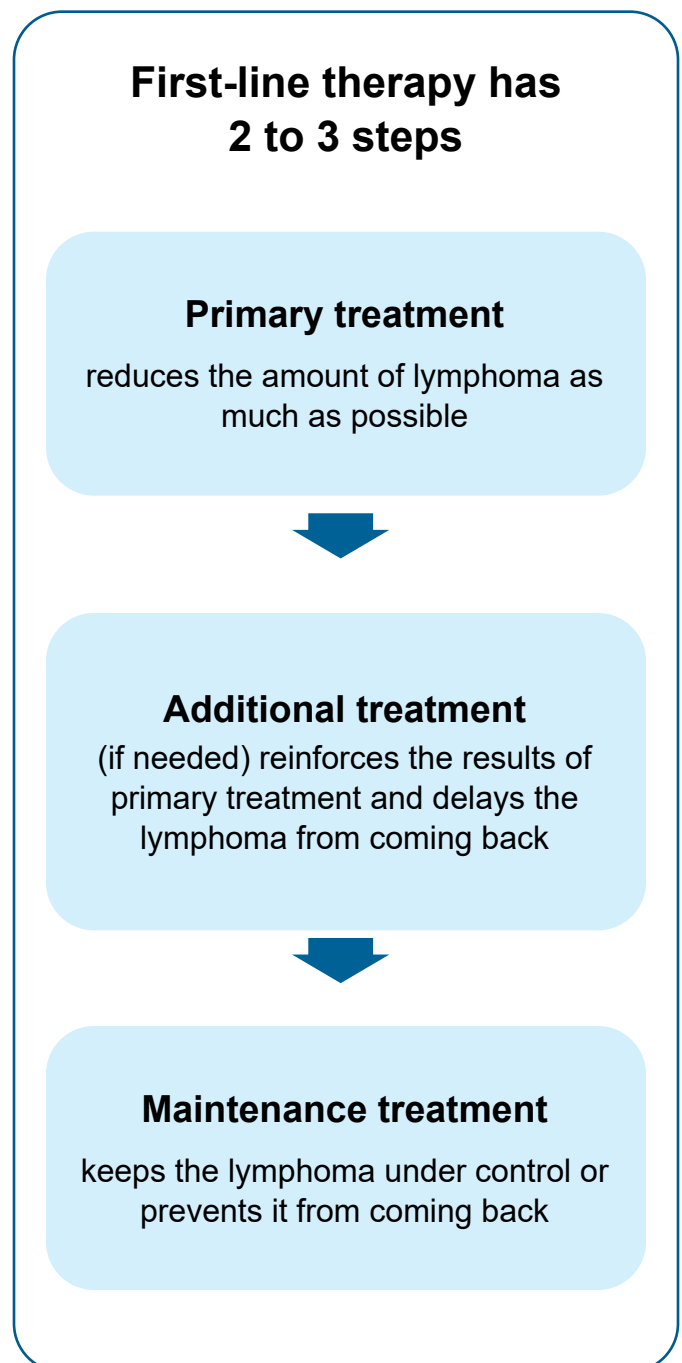 First-line therapy has
2 to 3 steps
Primary treatment
reduces the amount of lymphoma as
much as possible
Additional treatment
(if needed) reinforces the results of
primary treatment and delays the
lymphoma from coming back
Maintenance treatment
keeps the lymphoma under control or
prevents it from coming back